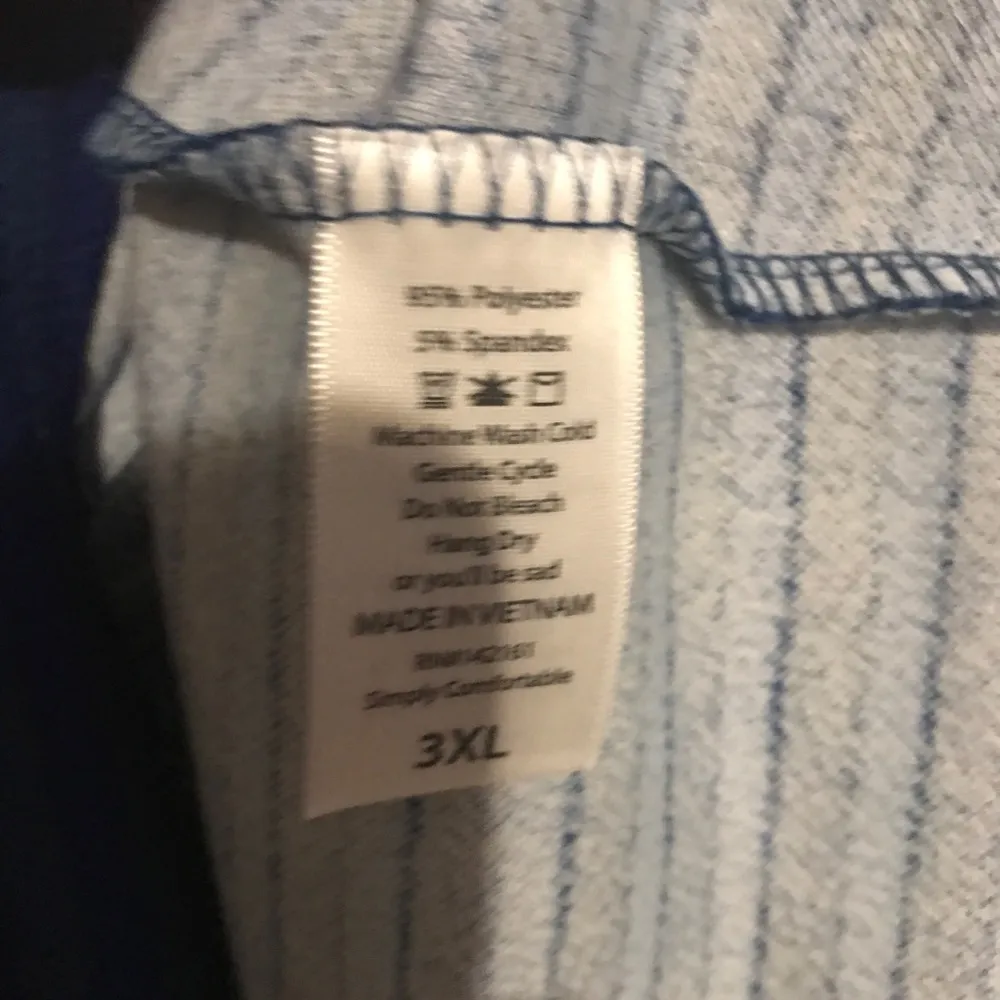 95% Polyester
5% Spandex
Machine Wash Cold
Gentle Cycle
Do Not Bleach
Hang Dry
or you'll be sad
MADE IN VIETNAM
Simply Comfortable
3XL